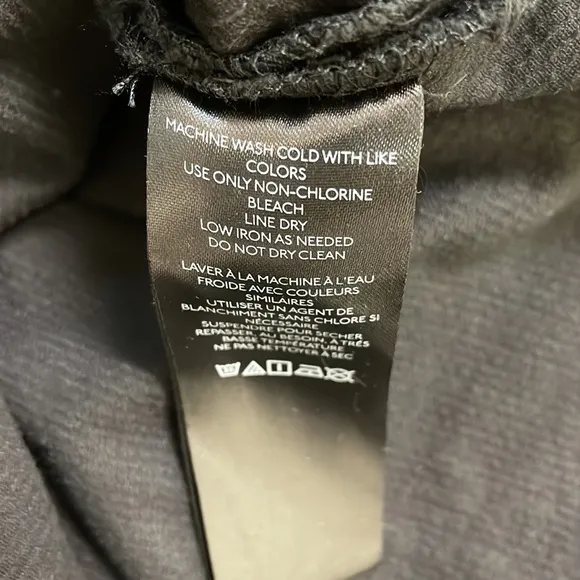 MACHINE WASH COLD WITH LIKE
COLORS
USE ONLY NON-CHLORINE
BLEACH
LINE DRY
LOW IRON AS NEEDED
DO NOT DRY CLEAN
LAVER À LA MACHINE À L'EAU
FROIDE AVEC COULEURS
SIMILAIRES
UTILISER UN AGENT DE
BLANCHIMENT SANS CHLORE SI
NÉCESSAIRE
SUSPENDRE POUR SÉCHER
REPASSER, AU BESOIN, À TRÈS
BASSE TEMPÉRATURE
NE PAS NETTOYER À SEC